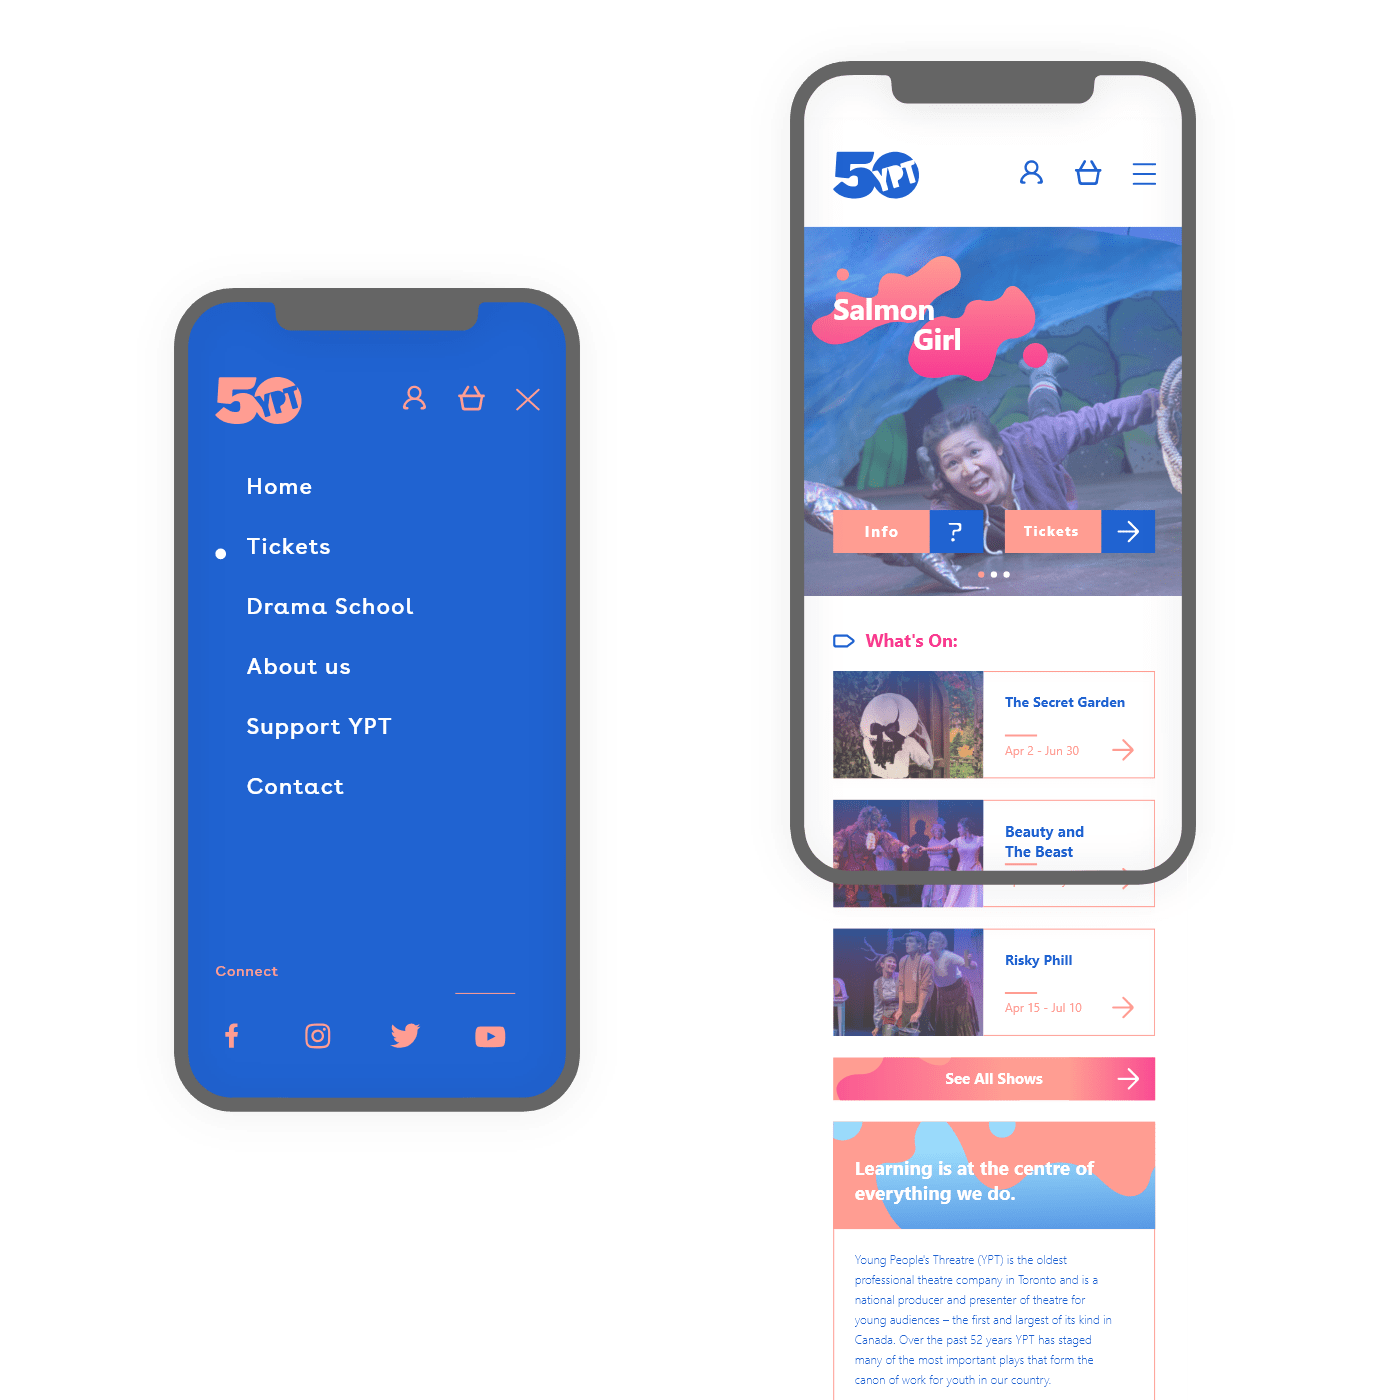 50 YPT
Home
Tickets
Drama School
About us
Support YPT
Contact
Connect
50 YPT
Salmon
Girl
Info ?
Tickets
What's On:
The Secret Garden
Apr 2 - Jun 30
Beauty and
The Beast
Risky Phill
Apr 15 - Jul 10
See All Shows
Learning is at the centre of
everything we do.
Young People's Threatre (YPT) is the oldest
professional theatre company in Toronto and is a
national producer and presenter of theatre for
young audiences – the first and largest of its kind in
Canada. Over the past 52 years YPT has staged
many of the most important plays that form the
canon of work for youth in our country.